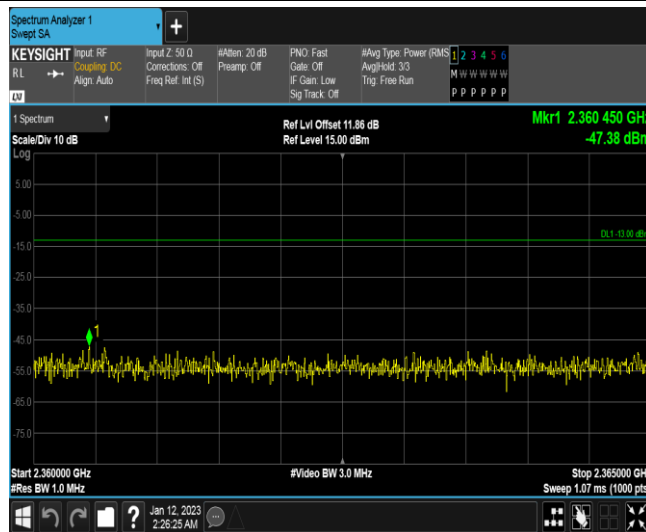 Spectrum Analyzer 1
Swept SA
+
KEYSIGHT
RL
LXI
Input: RF
Coupling: DC
Align: Auto
Input Z: 50 Ω
Corrections: Off
Freq Ref: Int (S)
#Atten: 20 dB
Preamp: Off
PNO: Fast
Gate: Off
IF Gain: Low
Sig Track: Off
#Avg Type: Power (RMS
Avg|Hold: 3/3
Trig: Free Run
1 2 3 4 5 6
M W W W W W
P P P P P P
1 Spectrum
Scale/Div 10 dB
Log
Ref Lvl Offset 11.86 dB
Ref Level 15.00 dBm
Mkr1 2.360 450 GHz
-47.38 dBm
5.00
-5.00
-15.0
-25.0
-35.0
-45.0
-55.0
-65.0
-75.0
DL1 -13.00 dBm
1
Start 2.360000 GHz
#Res BW 1.0 MHz
#Video BW 3.0 MHz
Stop 2.365000 GHz
Sweep 1.07 ms (1000 pts
?
Jan 12, 2023
2:26:25 AM